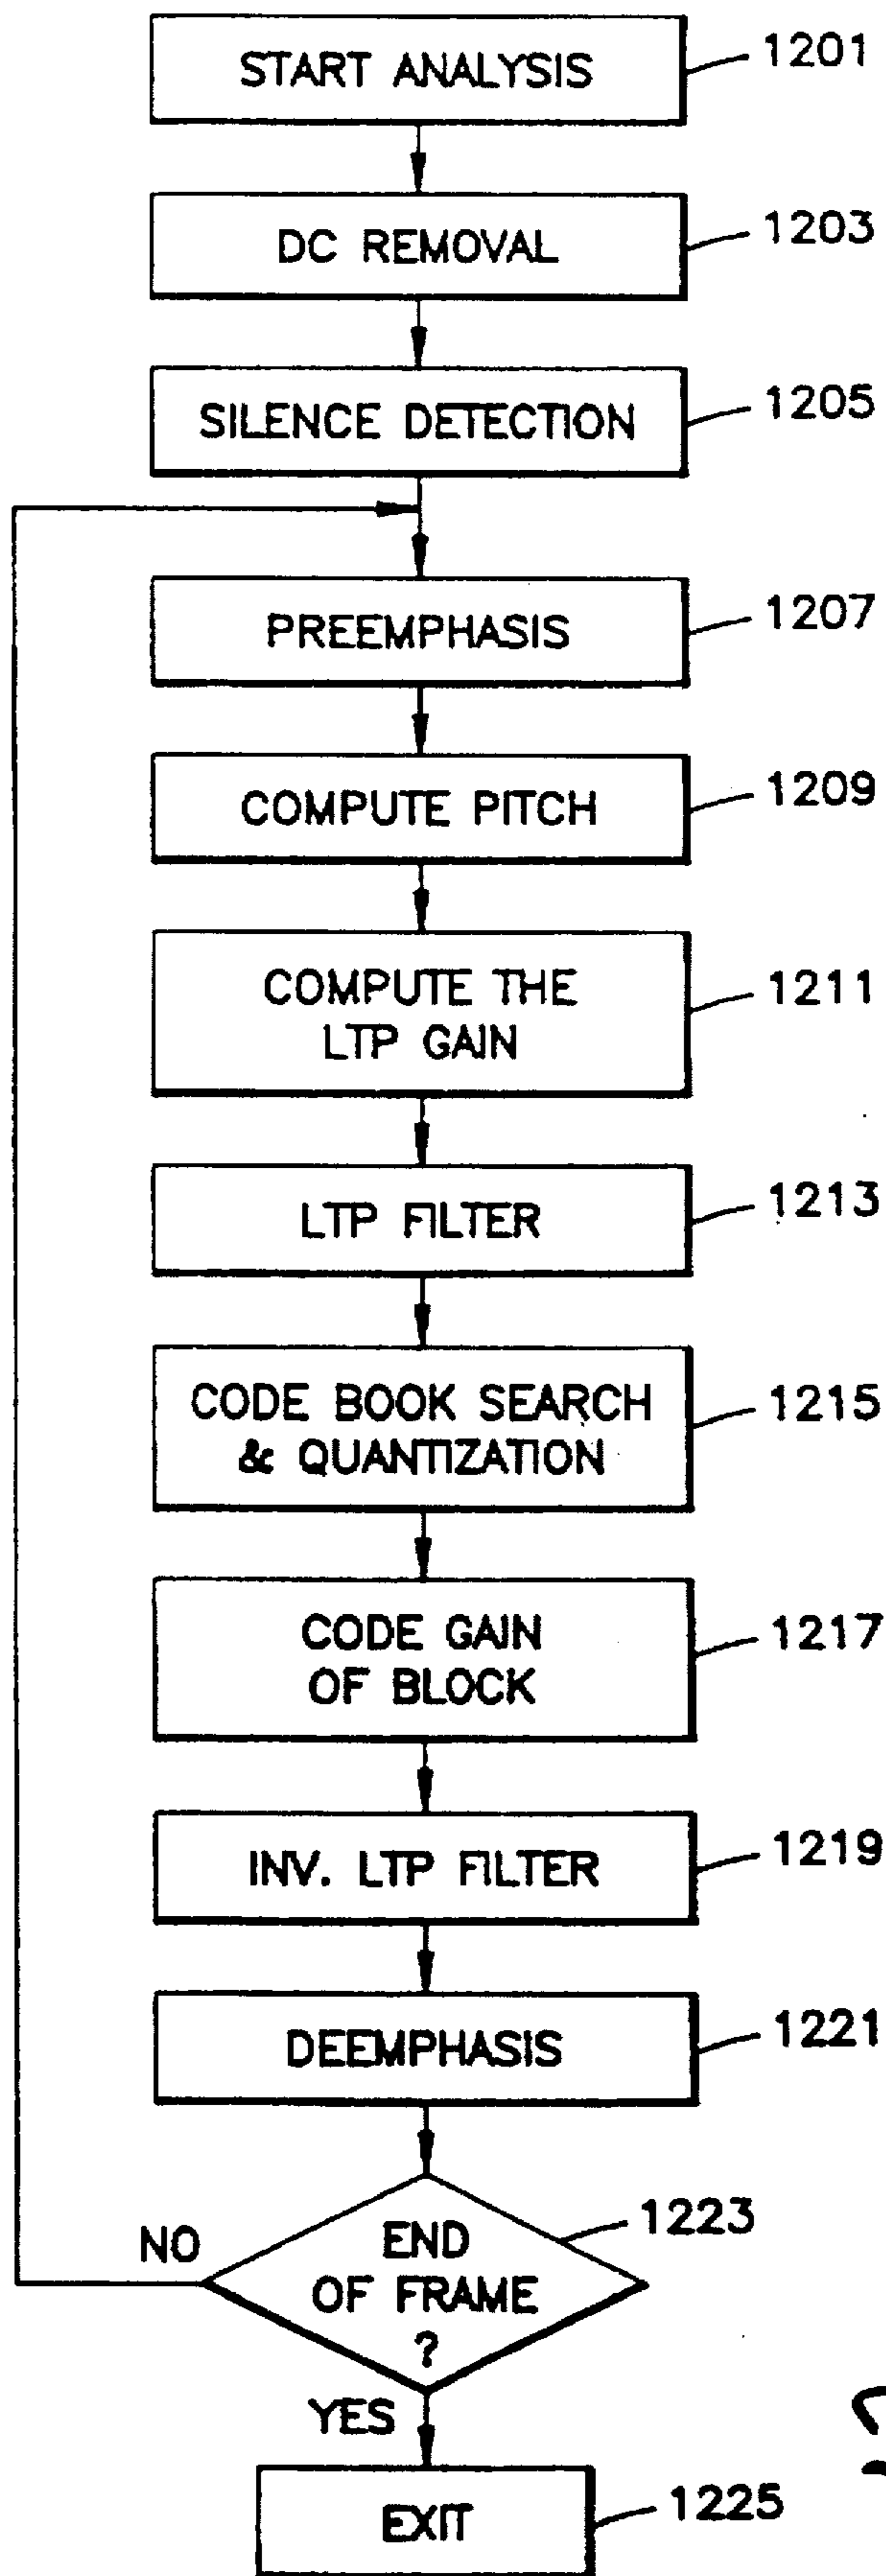 START ANALYSIS
1201
DC REMOVAL
1203
SILENCE DETECTION
1205
PREEMPHASIS
1207
COMPUTE PITCH
1209
COMPUTE THE
LTP GAIN
1211
LTP FILTER
1213
CODE BOOK SEARCH
& QUANTIZATION
1215
CODE GAIN
OF BLOCK
1217
INV. LTP FILTER
1219
DEEMPHASIS
1221
END
OF FRAME
?
1223
NO
YES
EXIT
1225